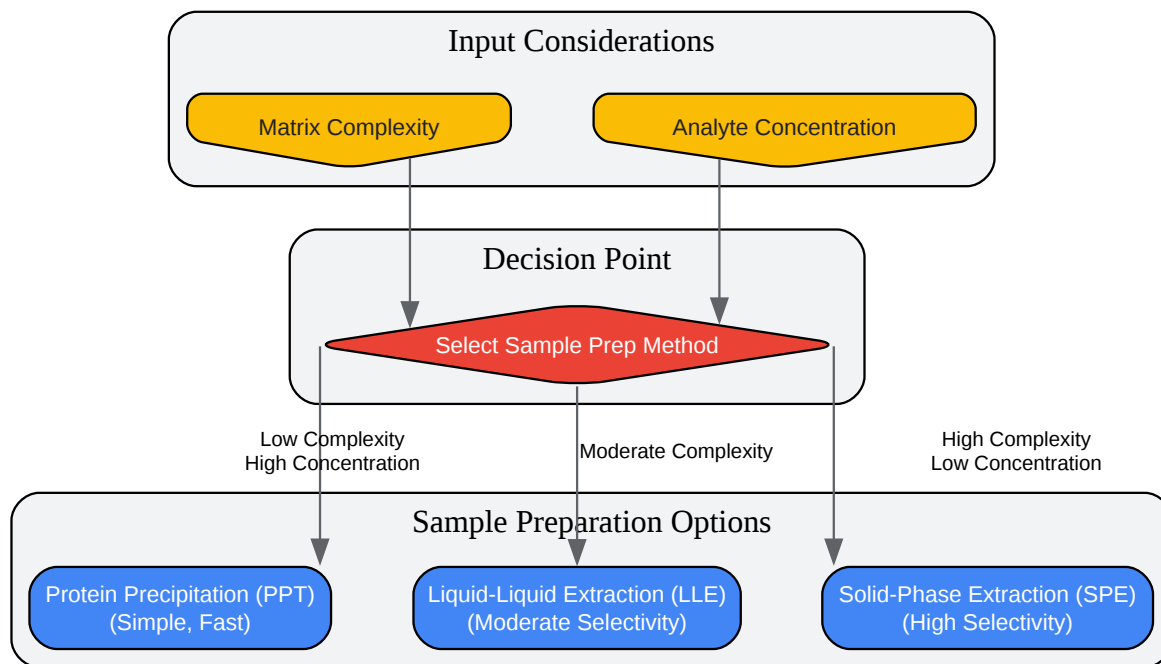 Input Considerations
Matrix Complexity
Analyte Concentration
Decision Point
Select Sample Prep Method
Low Complexity
High Concentration
Moderate Complexity
High Complexity
Low Concentration
Sample Preparation Options
Protein Precipitation (PPT)
(Simple, Fast)
Liquid-Liquid Extraction (LLE)
(Moderate Selectivity)
Solid-Phase Extraction (SPE)
(High Selectivity)